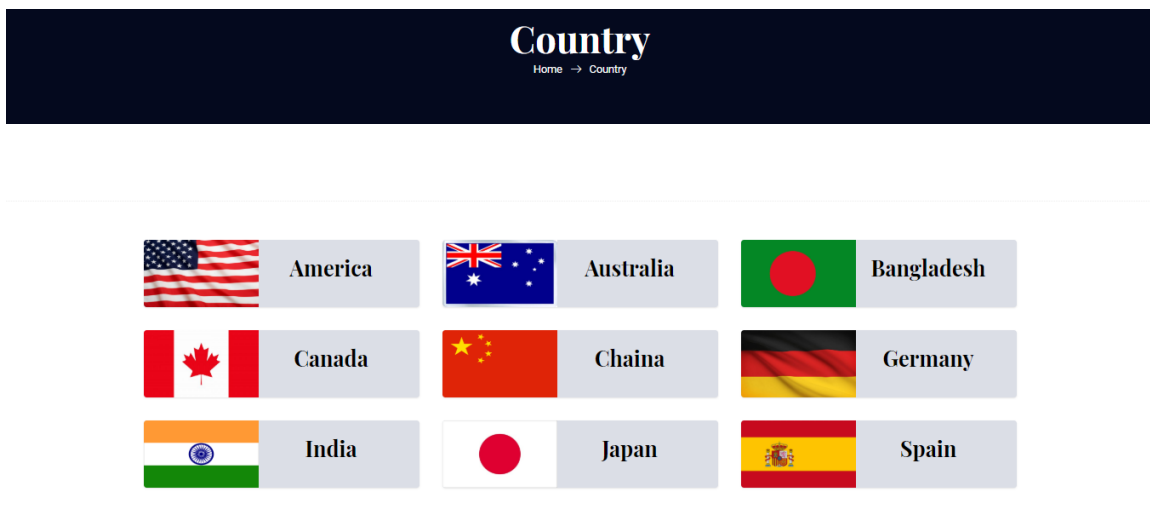 Country
Home → Country
America
Australia
Bangladesh
Canada
Chaina
Germany
India
Japan
Spain